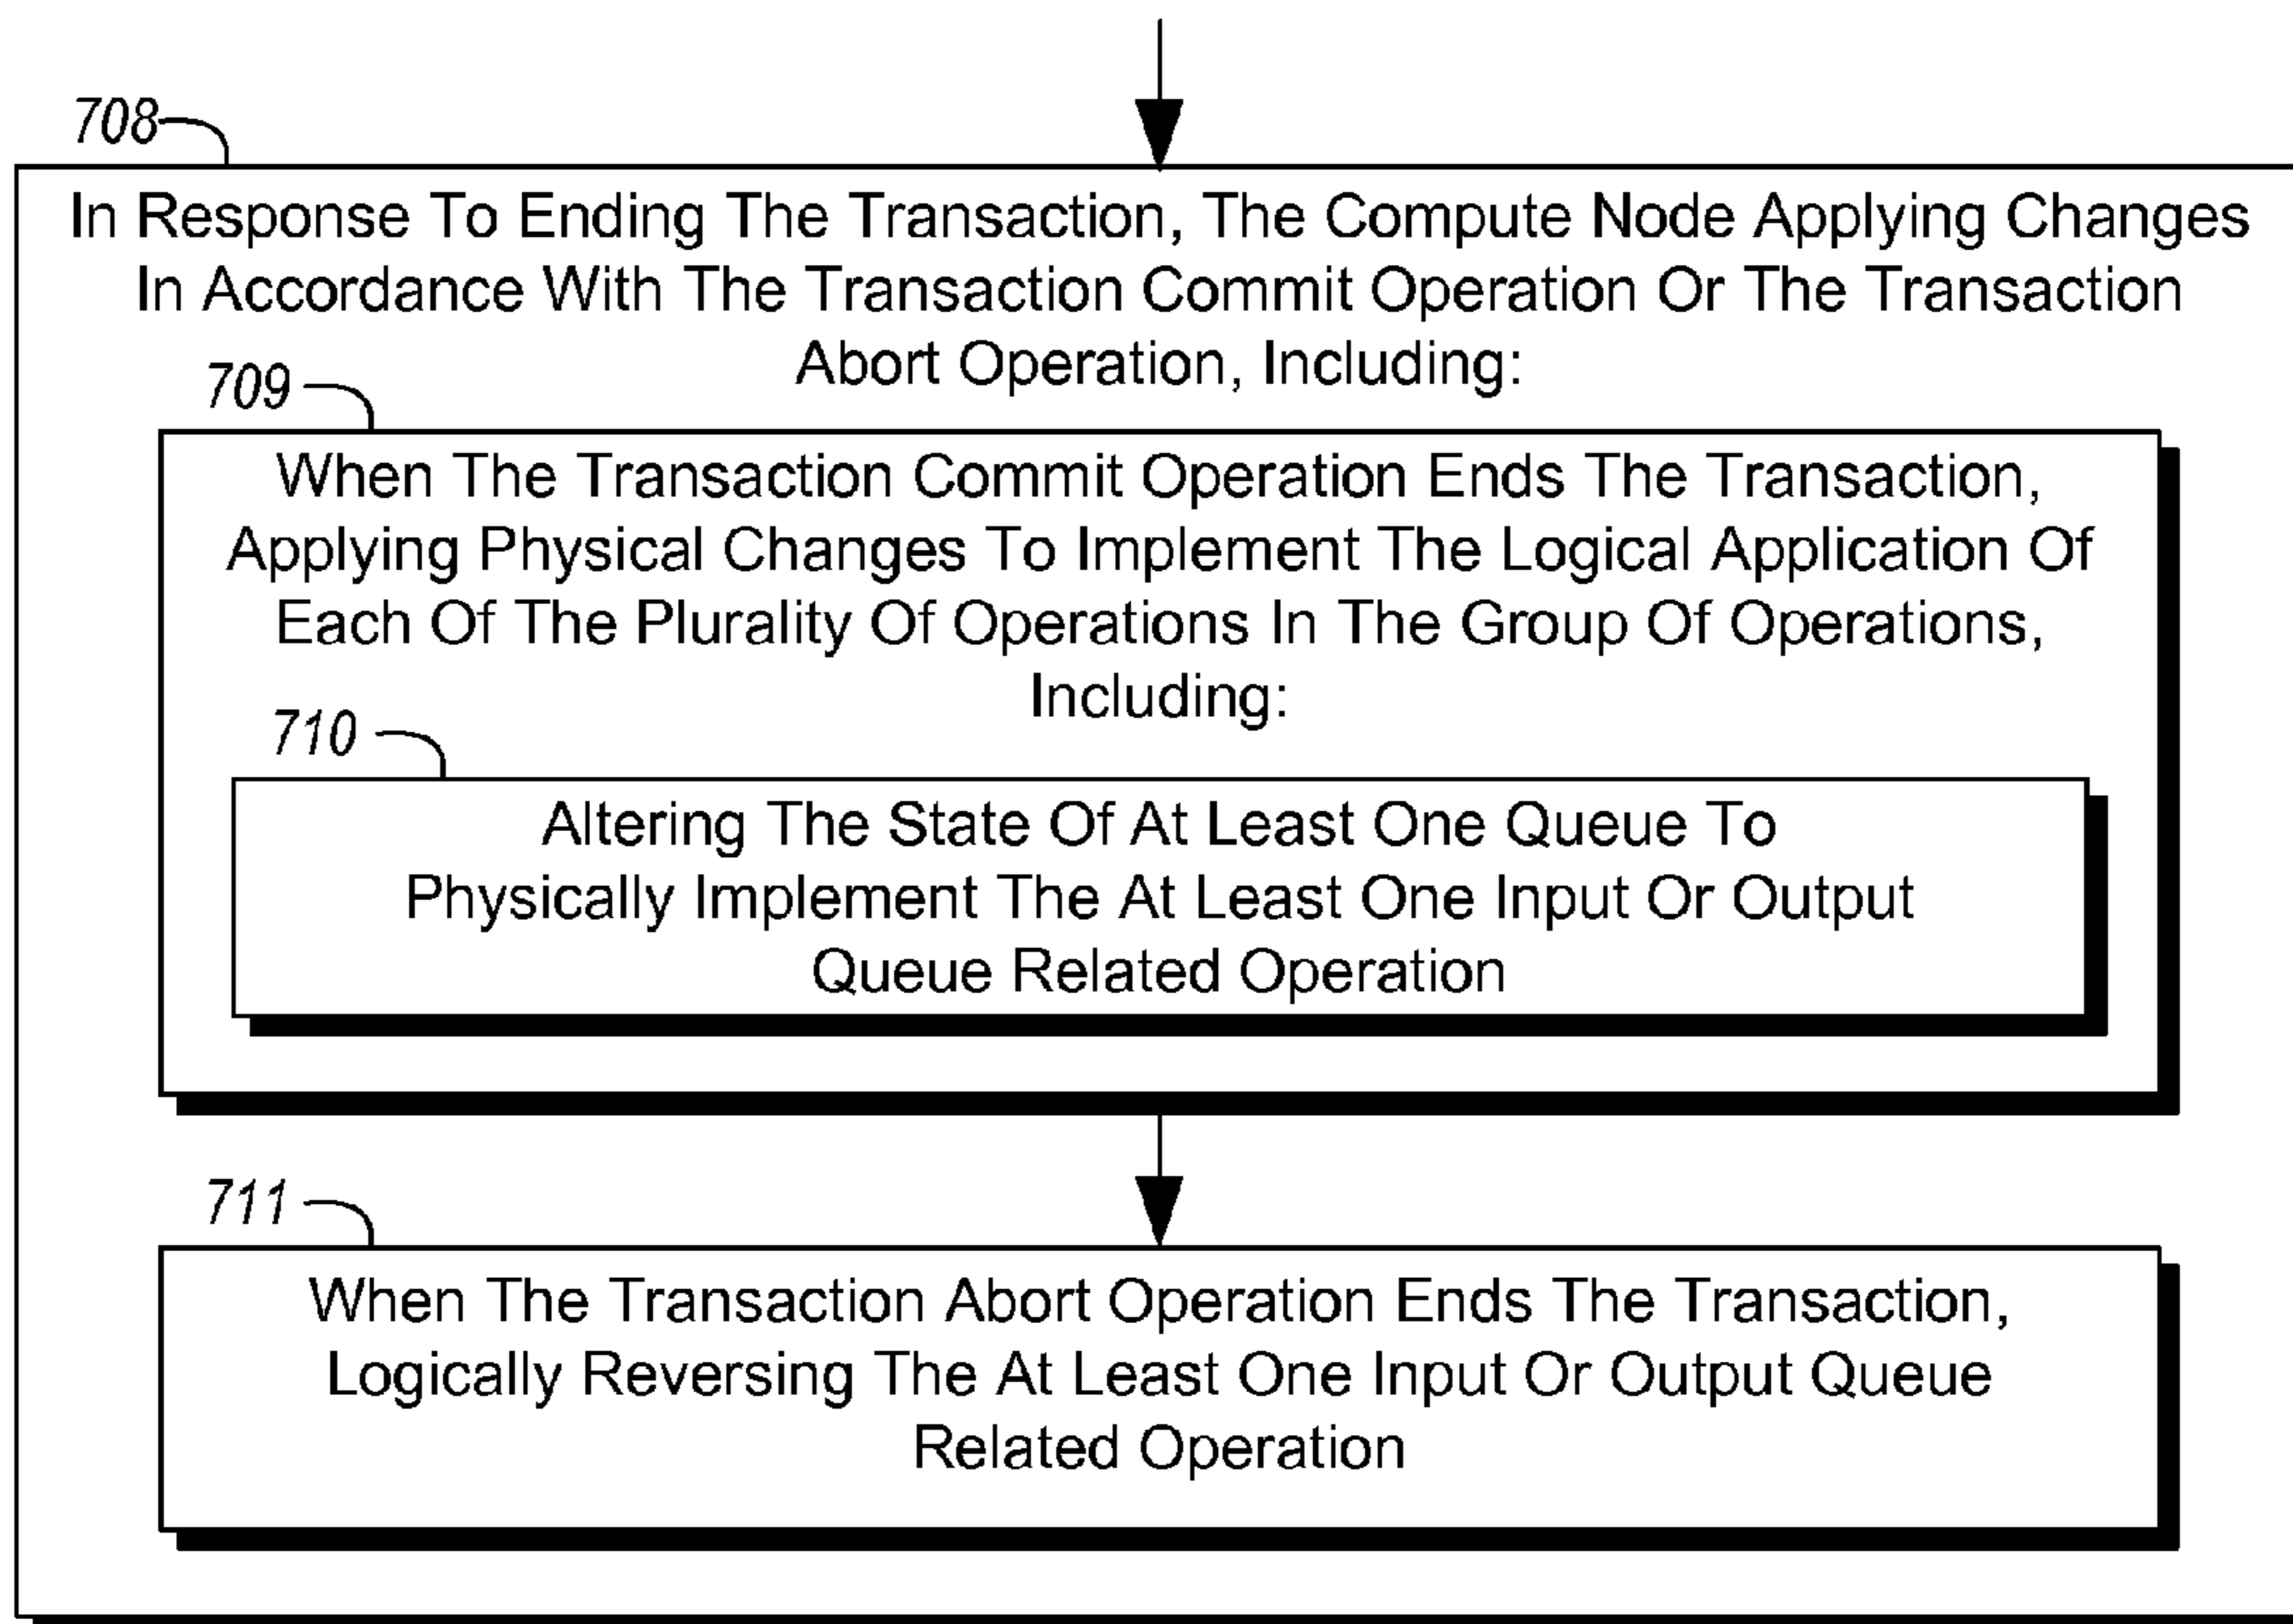 708
In Response To Ending The Transaction, The Compute Node Applying Changes
In Accordance With The Transaction Commit Operation Or The Transaction
Abort Operation, Including:
709
When The Transaction Commit Operation Ends The Transaction,
Applying Physical Changes To Implement The Logical Application Of
Each Of The Plurality Of Operations In The Group Of Operations,
Including:
710
Altering The State Of At Least One Queue To
Physically Implement The At Least One Input Or Output
Queue Related Operation
711
When The Transaction Abort Operation Ends The Transaction,
Logically Reversing The At Least One Input Or Output Queue
Related Operation